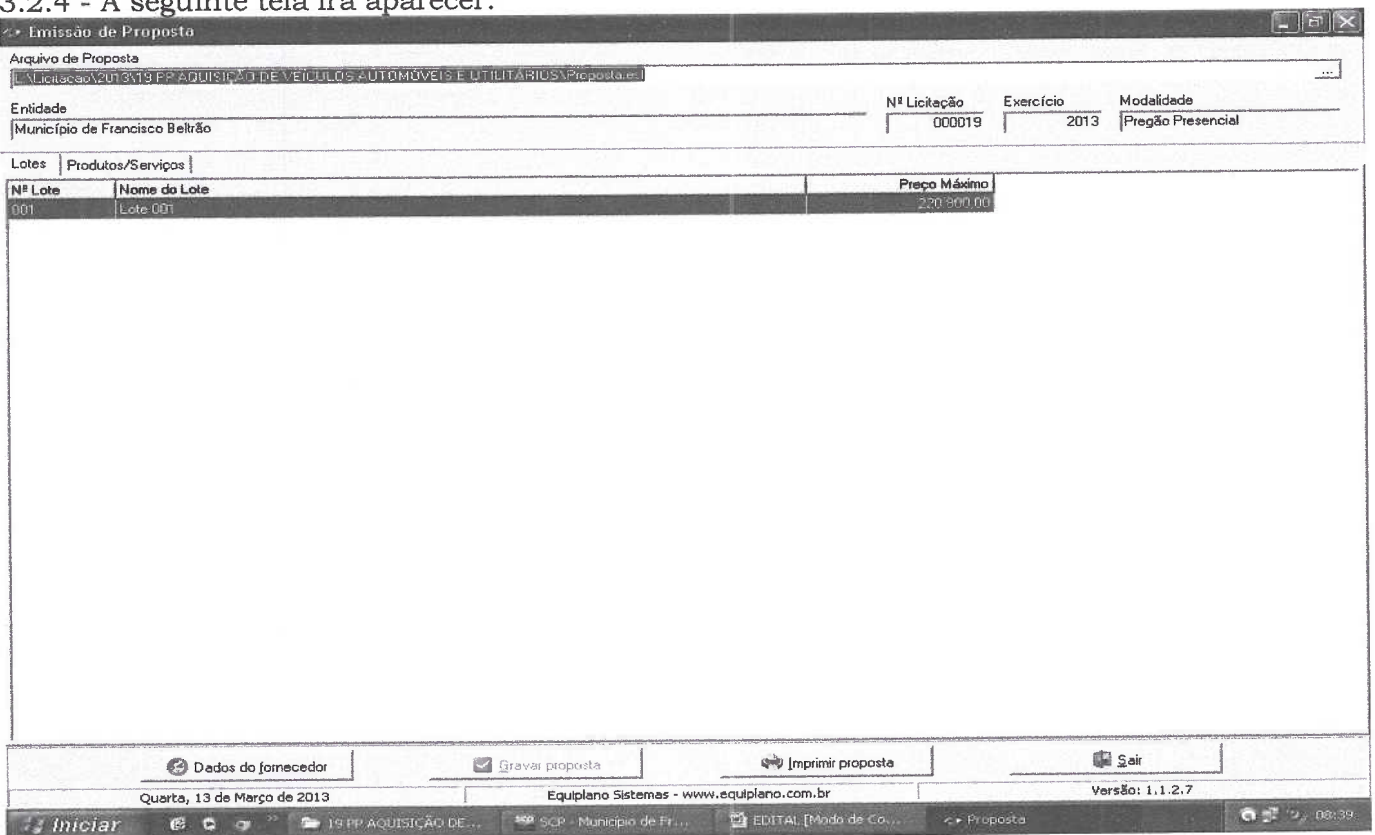 3.2.4 - A seguinte tela irá aparecer:
Emissão de Proposta
Arquivo de Proposta
L:\Licitacao\2013\19 PP AQUISIÇÃO DE VEÍCULOS AUTOMÓVEIS E UTILITÁRIOS\Proposta.esl
...
Entidade Nº Licitação Exercício Modalidade
Município de Francisco Beltrão 000019 2013 Pregão Presencial
Lotes Produtos/Serviços
Nº Lote Nome do Lote Preço Máximo
001 Lote 001 220.900,00
Dados do fornecedor Gravar proposta Imprimir proposta Sair
Quarta, 13 de Março de 2013 Equiplano Sistemas - www.equiplano.com.br Versão: 1.1.2.7
Iniciar 19 PP AQUISIÇÃO DE... SCP - Município de Fr... EDITAL [Modo de Co... Proposta 08:39